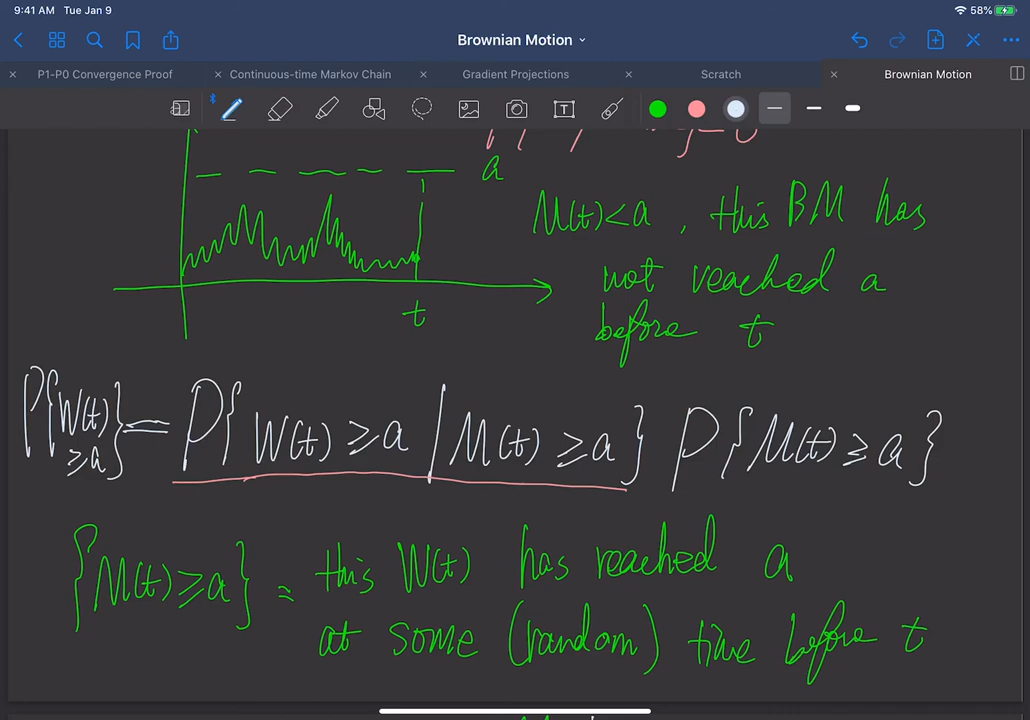 9:41 AM Tue Jan 9
58%
Brownian Motion
P1-P0 Convergence Proof
Continuous-time Markov Chain
Gradient Projections
Scratch
Brownian Motion
a
M(t)<a, this BM has
not reached a
before t
t
P{W(t) ≥a} = P{W(t) ≥a | M(t) ≥a} P{M(t) ≥a}
{M(t) ≥a} = this W(t) has reached a
at some (random) time before t